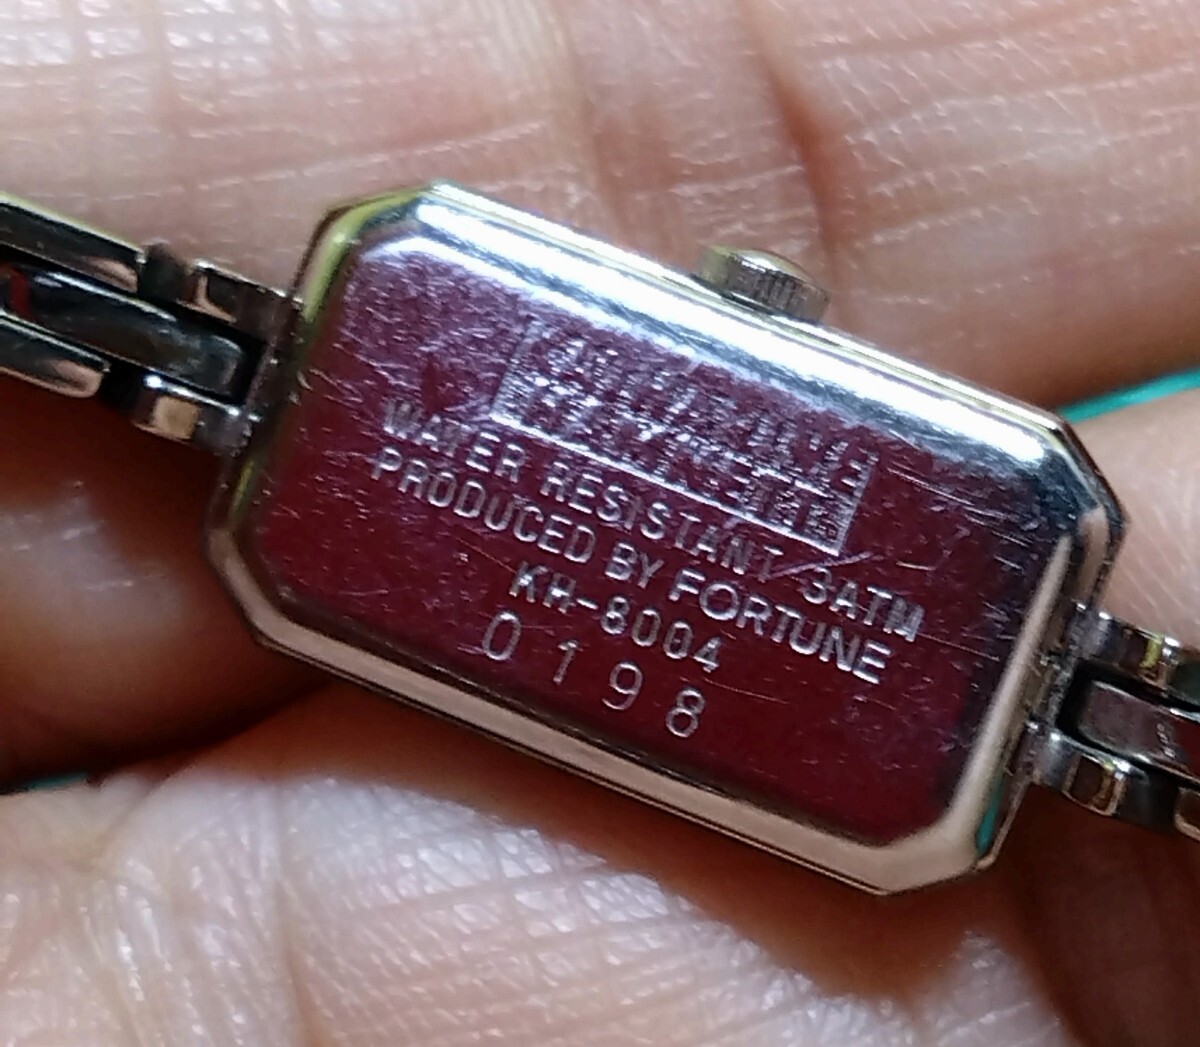 WATER RESISTANT 3ATM
PRODUCED BY FORTUNE
KH-8004
0198